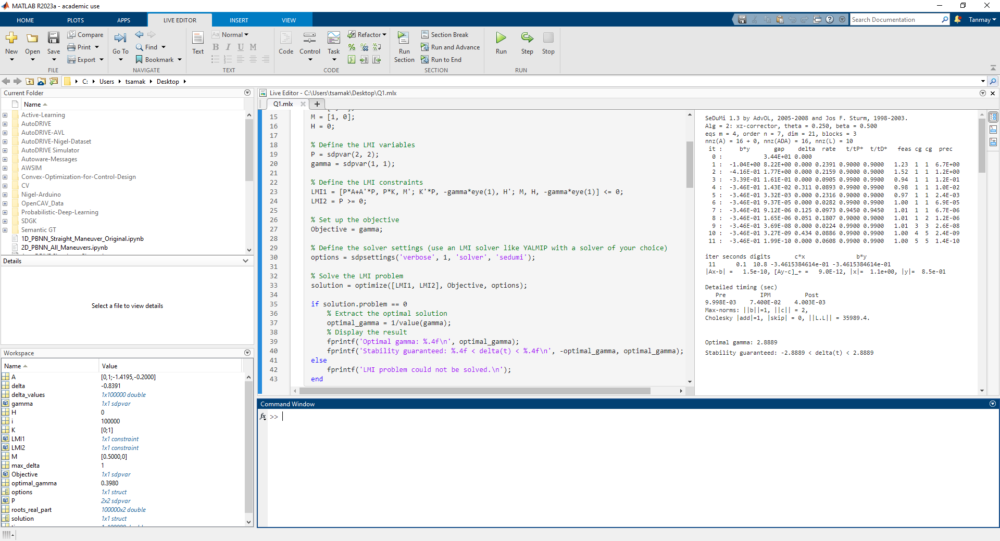 MATLAB R2023a - academic use
HOME PLOTS APPS LIVE EDITOR INSERT VIEW
Search Documentation
Tanmay
New Open Save
Compare
Print
Export
FILE
Go To
Find
Bookmark
NAVIGATE
Text
Aa Normal
B I U M
TEXT
Code Control Task
Refactor
CODE
Run Section
Section Break
Run and Advance
Run to End
SECTION
Run Step Stop
RUN
C: Users tsamak Desktop
Current Folder
Name
Active-Learning
AutoDRIVE
AutoDRIVE-AVL
AutoDRIVE-Nigel-Dataset
AutoDRIVE Simulator
Autoware-Messages
AWSIM
Convex-Optimization-for-Control-Design
CV
Nigel-Arduino
OpenCAV_Data
Probabilistic-Deep-Learning
SDGK
Semantic GT
1D_PBNN_Straight_Maneuver_Original.ipynb
2D_PBNN_All_Maneuvers.ipynb
Details
Select a file to view details
Workspace
Name Value
A [0,1;-1.4195,-0.2000]
delta -0.8391
delta_values 1x100000 double
gamma 1x1 sdpvar
H 0
i 100000
K [0;1]
LMI1 1x1 constraint
LMI2 1x1 constraint
M [0.5000,0]
max_delta 1
Objective 1x1 sdpvar
optimal_gamma 0.3980
options 1x1 struct
P 2x2 sdpvar
roots_real_part 100000x2 double
solution 1x1 struct
Live Editor - C:\Users\tsamak\Desktop\Q1.mlx
Q1.mlx
15 M = [1, 0];
16 H = 0;
17
18 % Define the LMI variables
19 P = sdpvar(2, 2);
20 gamma = sdpvar(1, 1);
21
22 % Define the LMI constraints
23 LMI1 = [P*A+A'*P, P*K, M'; K'*P, -gamma*eye(1), H'; M, H, -gamma*eye(1)] <= 0;
24 LMI2 = P >= 0;
25
26 % Set up the objective
27 Objective = gamma;
28
29 % Define the solver settings (use an LMI solver like YALMIP with a solver of your choice)
30 options = sdpsettings('verbose', 1, 'solver', 'sedumi');
31
32 % Solve the LMI problem
33 solution = optimize([LMI1, LMI2], Objective, options);
34
35 if solution.problem == 0
36 % Extract the optimal solution
37 optimal_gamma = 1/value(gamma);
38 % Display the result
39 fprintf('Optimal gamma: %.4f\n', optimal_gamma);
40 fprintf('Stability guaranteed: %.4f < delta(t) < %.4f\n', -optimal_gamma, optimal_gamma);
41 else
42 fprintf('LMI problem could not be solved.\n');
43 end
SeDuMi 1.3 by AdvOL, 2005-2008 and Jos F. Sturm, 1998-2003.
Alg = 2: xz-corrector, theta = 0.250, beta = 0.500
eqs m = 4, order n = 7, dim = 21, blocks = 3
nnz(A) = 16 + 0, nnz(ADA) = 16, nnz(L) = 10
it : b*y gap delta rate t/tP* t/tD* feas cg cg prec
0 : 3.44E+01 0.000
1 : -1.04E+00 8.22E+00 0.000 0.2391 0.9000 0.9000 1.23 1 1 6.7E+00
2 : -4.16E-01 1.77E+00 0.000 0.2159 0.9000 0.9000 1.52 1 1 1.2E+00
3 : -3.39E-01 1.61E-01 0.000 0.0905 0.9900 0.9900 0.94 1 1 1.2E-01
4 : -3.46E-01 1.43E-02 0.311 0.0893 0.9900 0.9900 0.98 1 1 1.0E-02
5 : -3.46E-01 3.32E-03 0.000 0.2316 0.9000 0.9000 0.97 1 1 2.4E-03
6 : -3.46E-01 9.37E-05 0.000 0.0282 0.9900 0.9900 1.00 1 1 6.9E-05
7 : -3.46E-01 9.12E-06 0.125 0.0973 0.9450 0.9450 1.01 1 1 6.7E-06
8 : -3.46E-01 1.65E-06 0.051 0.1807 0.9000 0.9000 1.01 1 2 1.2E-06
9 : -3.46E-01 3.69E-08 0.000 0.0224 0.9900 0.9900 1.01 3 3 2.6E-08
10 : -3.46E-01 3.27E-09 0.434 0.0886 0.9900 0.9900 1.00 4 5 2.4E-09
11 : -3.46E-01 1.99E-10 0.000 0.0608 0.9900 0.9900 1.00 5 5 1.4E-10
iter seconds digits c*x b*y
11 0.1 10.8 -3.4615384614e-01 -3.4615384614e-01
|Ax-b| = 1.5e-10, [Ay-c]_+ = 9.0E-12, |x|= 1.1e+00, |y|= 8.5e-01
Detailed timing (sec)
Pre IPM Post
9.998E-03 7.400E-02 4.003E-03
Max-norms: ||b||=1, ||c|| = 2,
Cholesky |add|=1, |skip| = 0, ||L.L|| = 35989.4.
Optimal gamma: 2.8889
Stability guaranteed: -2.8889 < delta(t) < 2.8889
Command Window
fx >>